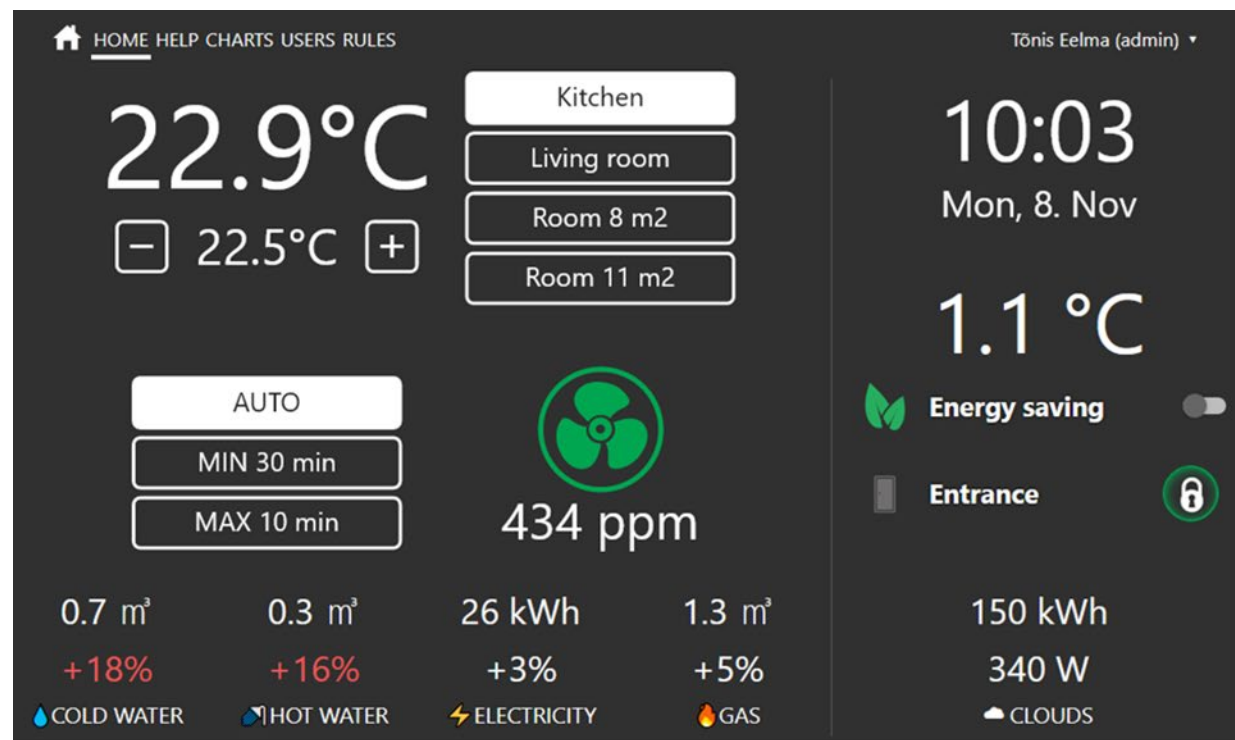 HOME HELP CHARTS USERS RULES
Tõnis Eelma (admin) ▾
22.9°C
− 22.5°C +
Kitchen
Living room
Room 8 m2
Room 11 m2
10:03
Mon, 8. Nov
1.1 °C
AUTO
MIN 30 min
MAX 10 min
434 ppm
Energy saving
Entrance
0.7 m³ 0.3 m³ 26 kWh 1.3 m³
+18% +16% +3% +5%
COLD WATER HOT WATER ELECTRICITY GAS
150 kWh
340 W
CLOUDS